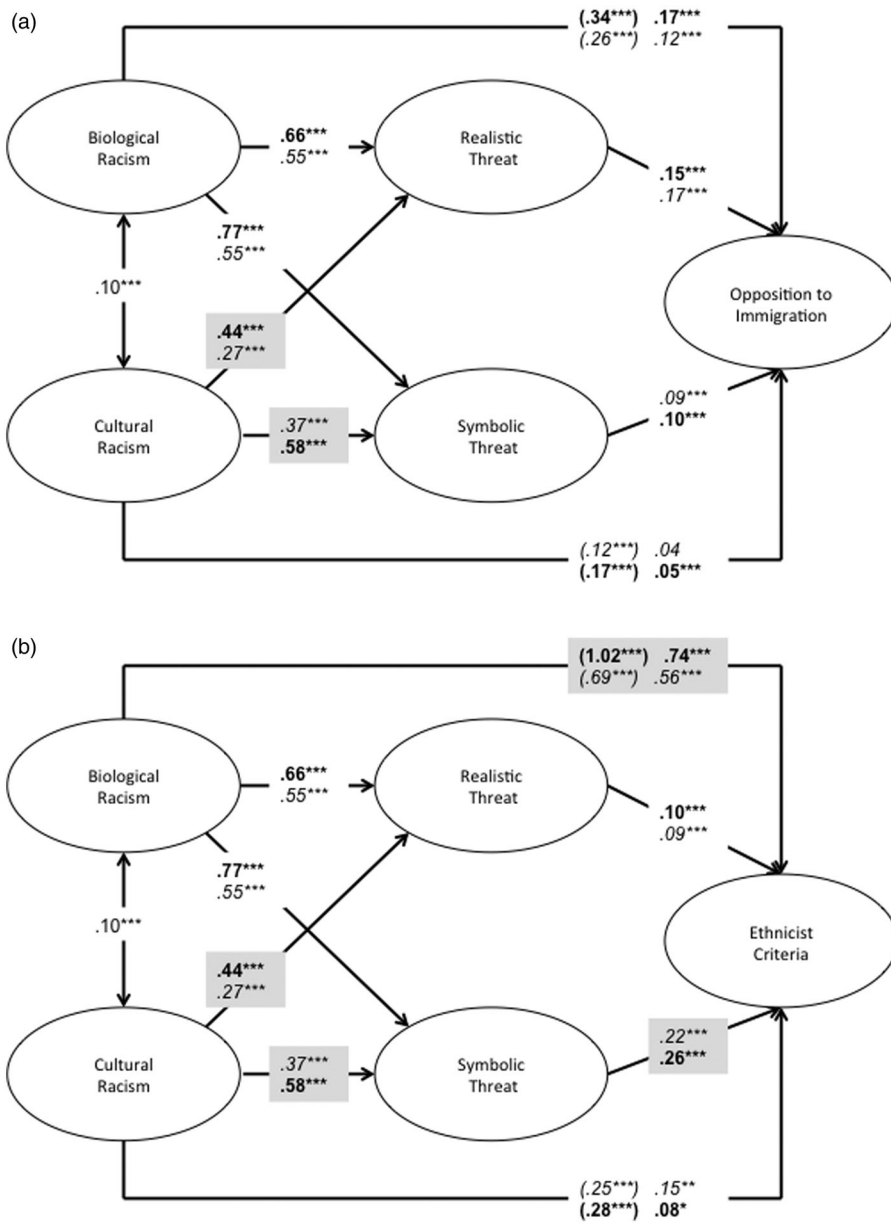 (a)
(.34***) .17***
(.26***) .12***
Biological
Racism
.66***
.55***
Realistic
Threat
.15***
.17***
.77***
.55***
.10***
Opposition to
Immigration
.44***
.27***
Cultural
Racism
.37***
.58***
Symbolic
Threat
.09***
.10***
(.12***) .04
(.17***) .05***
(b)
(1.02***) .74***
(.69***) .56***
Biological
Racism
.66***
.55***
Realistic
Threat
.10***
.09***
.77***
.55***
.10***
Ethnicist
Criteria
.44***
.27***
Cultural
Racism
.37***
.58***
Symbolic
Threat
.22***
.26***
(.25***) .15**
(.28***) .08*